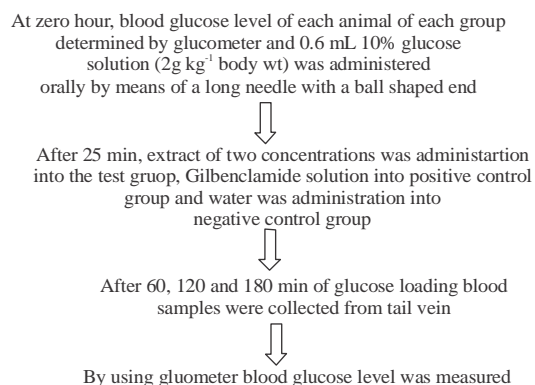 At zero hour, blood glucose level of each animal of each group
determined by glucometer and 0.6 mL 10% glucose
solution (2g kg⁻¹ body wt) was administered
orally by means of a long needle with a ball shaped end
After 25 min, extract of two concentrations was administartion
into the test gruop, Gilbenclamide solution into positive control
group and water was administration into
negative control group
After 60, 120 and 180 min of glucose loading blood
samples were collected from tail vein
By using gluometer blood glucose level was measured